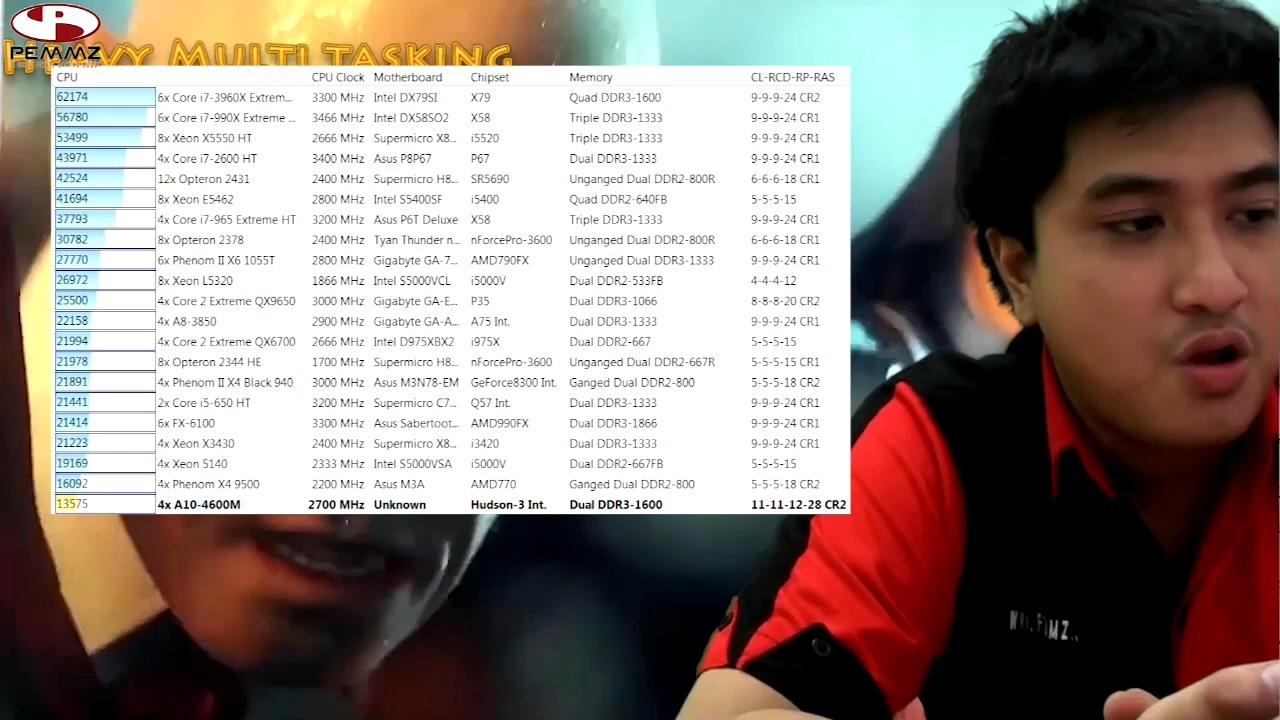 PEMMZ
Heavy Multi tasking
CPU CPU Clock Motherboard Chipset Memory CL-RCD-RP-RAS
62174 6x Core i7-3960X Extrem... 3300 MHz Intel DX79SI X79 Quad DDR3-1600 9-9-9-24 CR2
56780 6x Core i7-990X Extreme ... 3466 MHz Intel DX58SO2 X58 Triple DDR3-1333 9-9-9-24 CR1
53499 8x Xeon X5550 HT 2666 MHz Supermicro X8... i5520 Triple DDR3-1333 9-9-9-24 CR1
43971 4x Core i7-2600 HT 3400 MHz Asus P8P67 P67 Dual DDR3-1333 9-9-9-24 CR1
42524 12x Opteron 2431 2400 MHz Supermicro H8... SR5690 Unganged Dual DDR2-800R 6-6-6-18 CR1
41694 8x Xeon E5462 2800 MHz Intel S5400SF i5400 Quad DDR2-640FB 5-5-5-15
37793 4x Core i7-965 Extreme HT 3200 MHz Asus P6T Deluxe X58 Triple DDR3-1333 9-9-9-24 CR1
30782 8x Opteron 2378 2400 MHz Tyan Thunder n... nForcePro-3600 Unganged Dual DDR2-800R 6-6-6-18 CR1
27770 6x Phenom II X6 1055T 2800 MHz Gigabyte GA-7... AMD790FX Unganged Dual DDR3-1333 9-9-9-24 CR1
26972 8x Xeon L5320 1866 MHz Intel S5000VCL i5000V Dual DDR2-533FB 4-4-4-12
25500 4x Core 2 Extreme QX9650 3000 MHz Gigabyte GA-E... P35 Dual DDR3-1066 8-8-8-20 CR2
22158 4x A8-3850 2900 MHz Gigabyte GA-A... A75 Int. Dual DDR3-1333 9-9-9-24 CR1
21994 4x Core 2 Extreme QX6700 2666 MHz Intel D975XBX2 i975X Dual DDR2-667 5-5-5-15
21978 8x Opteron 2344 HE 1700 MHz Supermicro H8... nForcePro-3600 Unganged Dual DDR2-667R 5-5-5-15 CR1
21891 4x Phenom II X4 Black 940 3000 MHz Asus M3N78-EM GeForce8300 Int. Ganged Dual DDR2-800 5-5-5-18 CR2
21441 2x Core i5-650 HT 3200 MHz Supermicro C7... Q57 Int. Dual DDR3-1333 9-9-9-24 CR1
21414 6x FX-6100 3300 MHz Asus Sabertoot... AMD990FX Dual DDR3-1866 9-9-9-24 CR1
21223 4x Xeon X3430 2400 MHz Supermicro X8... i3420 Dual DDR3-1333 9-9-9-24 CR1
19169 4x Xeon 5140 2333 MHz Intel S5000VSA i5000V Dual DDR2-667FB 5-5-5-15
16092 4x Phenom X4 9500 2200 MHz Asus M3A AMD770 Ganged Dual DDR2-800 5-5-5-18 CR2
13575 4x A10-4600M 2700 MHz Unknown Hudson-3 Int. Dual DDR3-1600 11-11-12-28 CR2